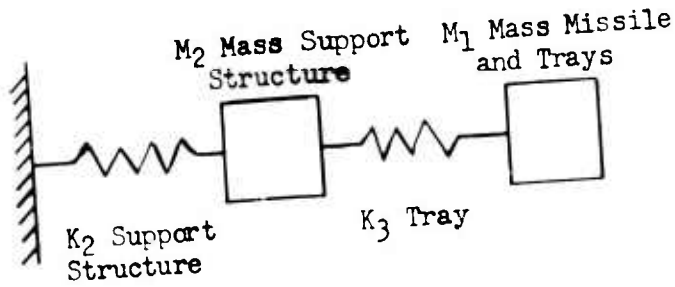 M2 Mass Support
Structure
M1 Mass Missile
and Trays
K2 Support
Structure
K3 Tray